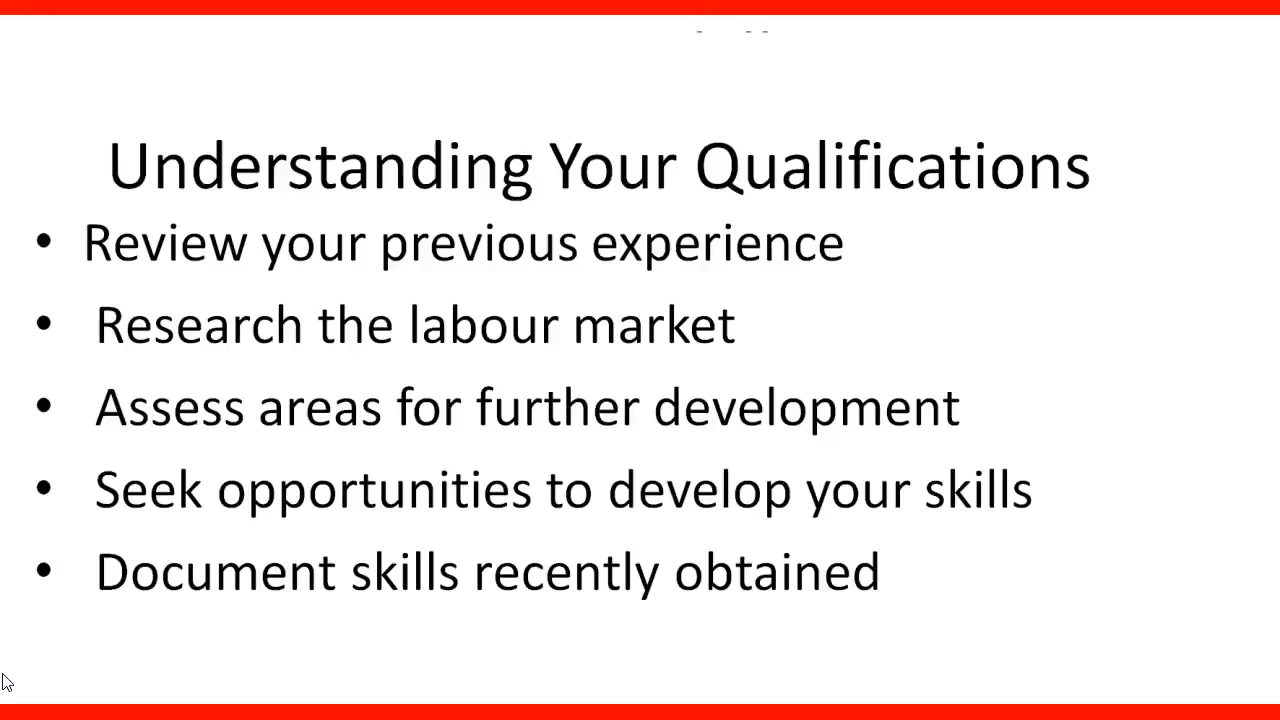 Understanding Your Qualifications
• Review your previous experience
• Research the labour market
• Assess areas for further development
• Seek opportunities to develop your skills
• Document skills recently obtained